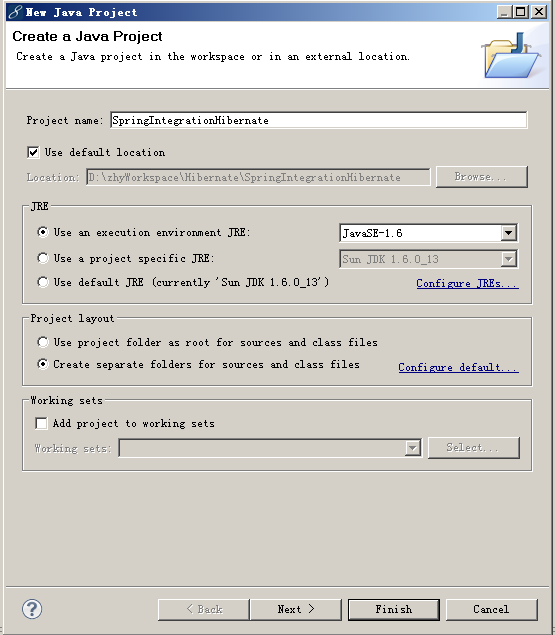 New Java Project
Create a Java Project
Create a Java project in the workspace or in an external location.
Project name: SpringIntegrationHibernate
Use default location
Location: D:\zhyWorkspace\Hibernate\SpringIntegrationHibernate Browse...
JRE
Use an execution environment JRE: JavaSE-1.6
Use a project specific JRE: Sun JDK 1.6.0_13
Use default JRE (currently 'Sun JDK 1.6.0_13') Configure JREs...
Project layout
Use project folder as root for sources and class files
Create separate folders for sources and class files Configure default...
Working sets
Add project to working sets
Working sets: Select...
? < Back Next > Finish Cancel